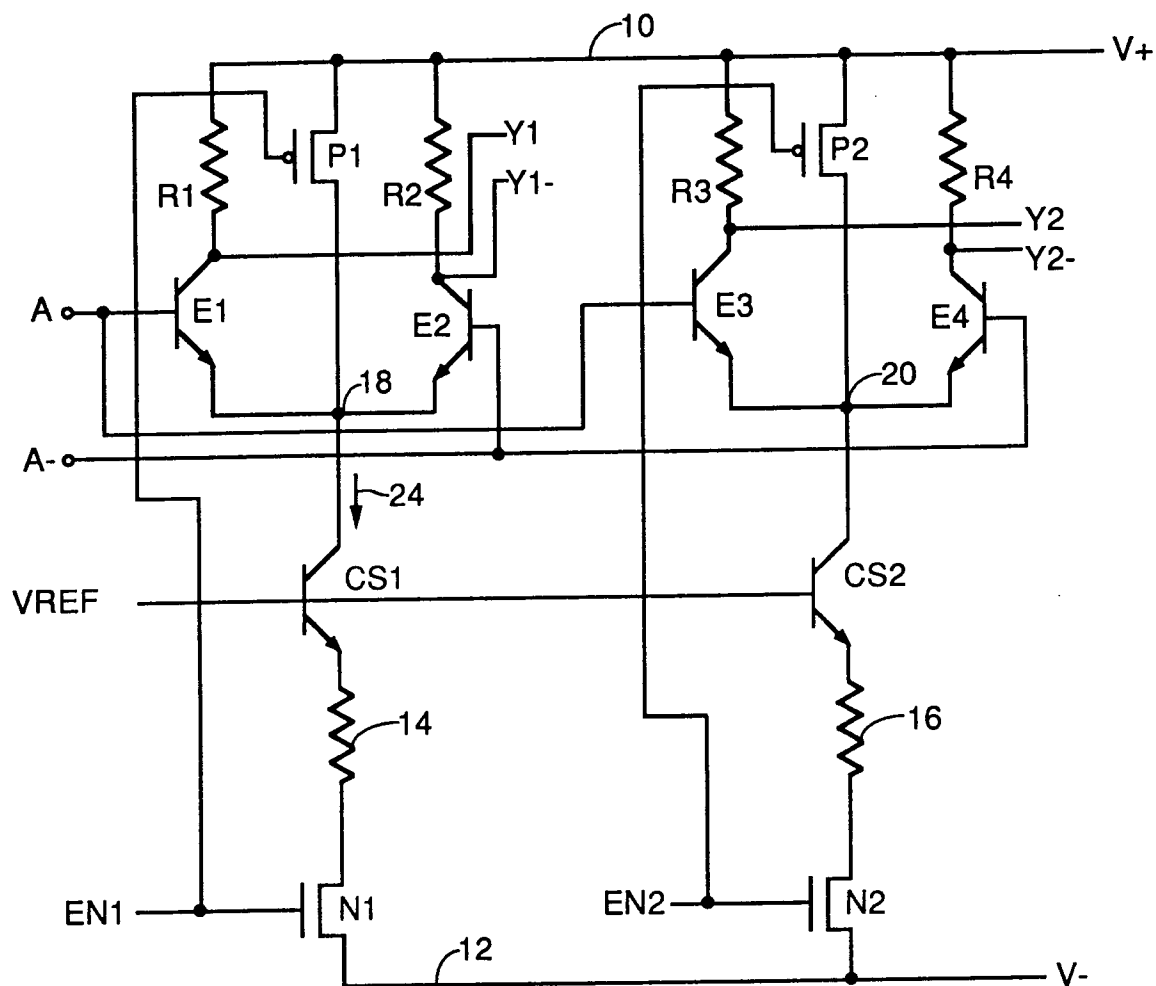 10
V+
P1
Y1
P2
R1
R2
Y1-
R3
R4
Y2
Y2-
A
E1
E2
E3
E4
18
20
A-
24
CS1
CS2
VREF
14
16
EN1
N1
EN2
N2
12
V-